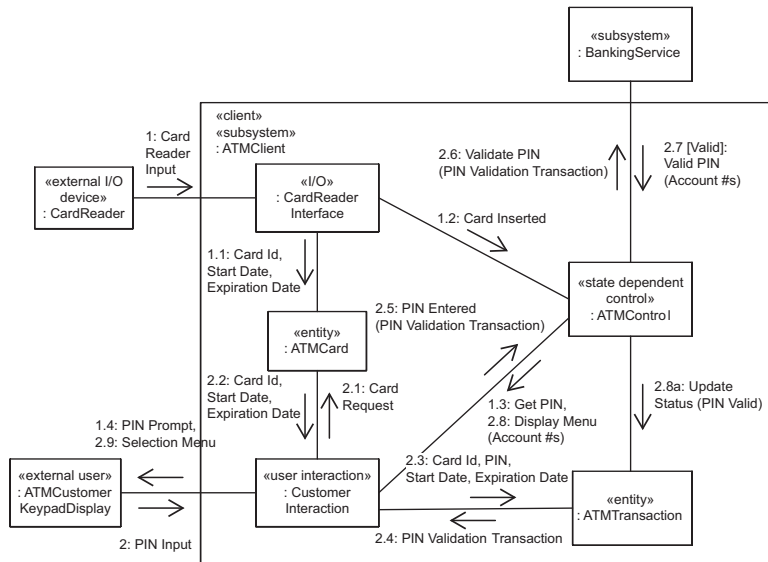 «subsystem»
: BankingService
«client»
«subsystem»
: ATMClient
1: Card
Reader
Input
2.6: Validate PIN
(PIN Validation Transaction)
2.7 [Valid]:
Valid PIN
(Account #s)
«external I/O
device»
: CardReader
«I/O»
: CardReader
Interface
1.2: Card Inserted
1.1: Card Id,
Start Date,
Expiration Date
«state dependent
control»
: ATMControl
2.5: PIN Entered
(PIN Validation Transaction)
«entity»
: ATMCard
2.2: Card Id,
Start Date,
Expiration Date
2.1: Card
Request
2.8a: Update
Status (PIN Valid)
1.3: Get PIN,
2.8: Display Menu
(Account #s)
1.4: PIN Prompt,
2.9: Selection Menu
2.3: Card Id, PIN,
Start Date, Expiration Date
«external user»
: ATMCustomer
KeypadDisplay
«user interaction»
: Customer
Interaction
«entity»
: ATMTransaction
2: PIN Input
2.4: PIN Validation Transaction